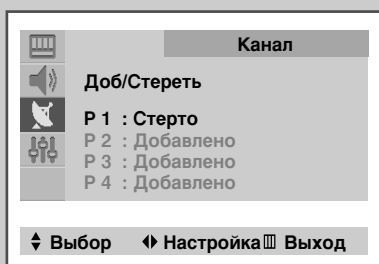 Канал
Доб/Стереть
P 1 : Стерто
P 2 : Добавлено
P 3 : Добавлено
P 4 : Добавлено
Выбор Настройка Выход